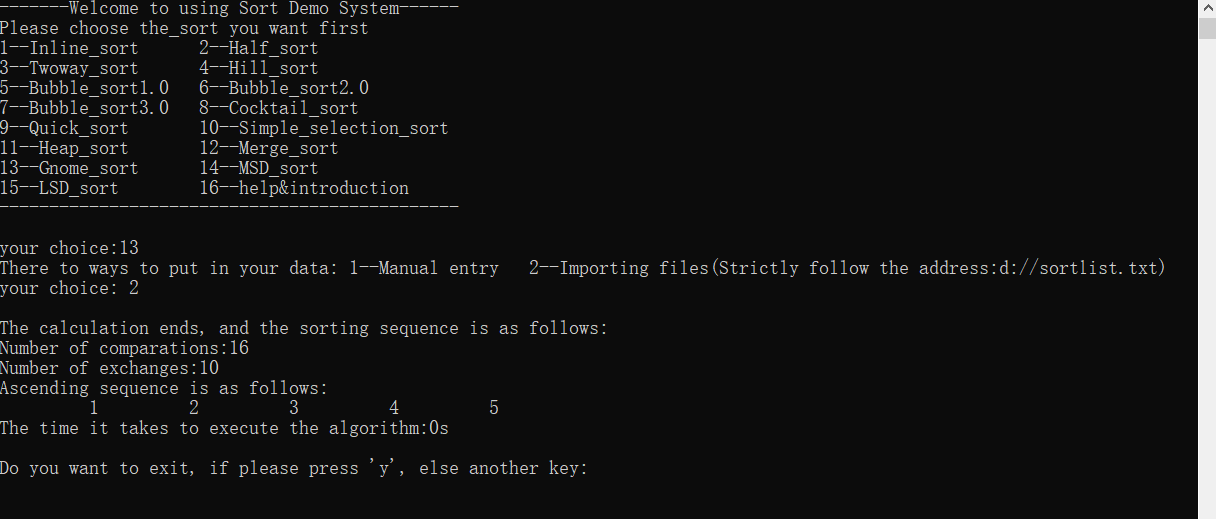 -------Welcome to using Sort Demo System------
Please choose the_sort you want first
1--Inline_sort      2--Half_sort
3--Twoway_sort      4--Hill_sort
5--Bubble_sort1.0   6--Bubble_sort2.0
7--Bubble_sort3.0   8--Cocktail_sort
9--Quick_sort       10--Simple_selection_sort
11--Heap_sort       12--Merge_sort
13--Gnome_sort      14--MSD_sort
15--LSD_sort        16--help&introduction
----------------------------------------------
your choice:13
There to ways to put in your data: 1--Manual entry   2--Importing files(Strictly follow the address:d://sortlist.txt)
your choice: 2
The calculation ends, and the sorting sequence is as follows:
Number of comparations:16
Number of exchanges:10
Ascending sequence is as follows:
         1         2         3         4         5
The time it takes to execute the algorithm:0s
Do you want to exit, if please press 'y', else another key: